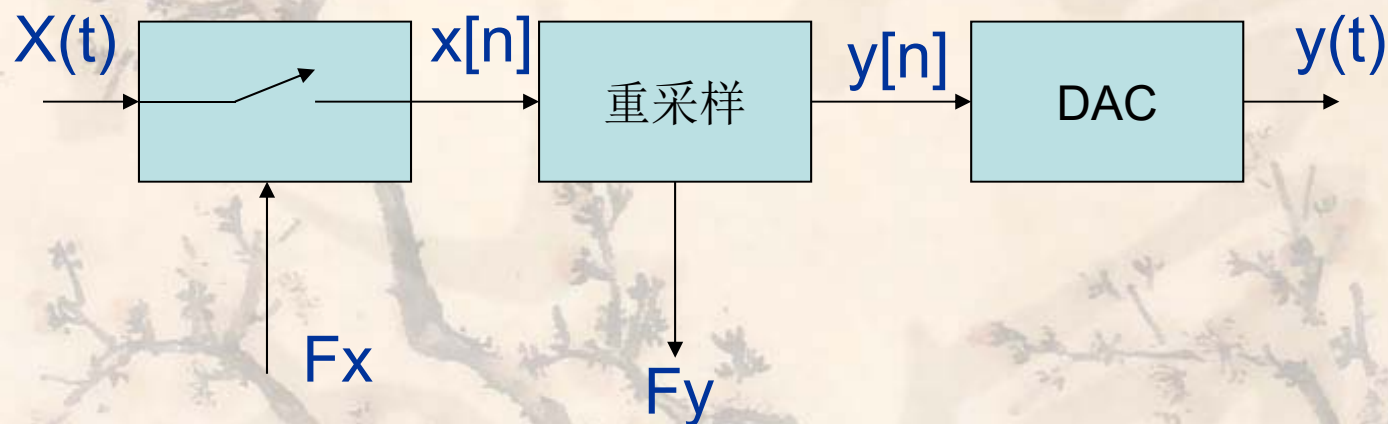 X(t)
x[n]
重采样
y[n]
DAC
y(t)
Fx
Fy